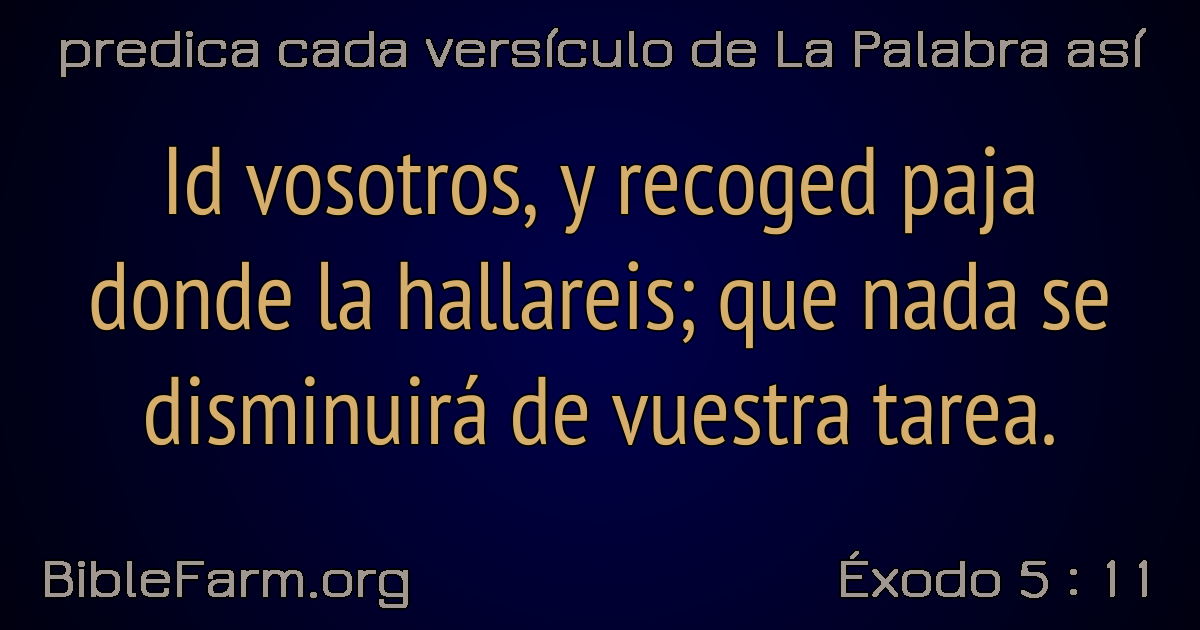 predica cada versículo de La Palabra así
Id vosotros, y recoged paja
donde la hallareis; que nada se
disminuirá de vuestra tarea.
BibleFarm.org
Éxodo 5 : 11